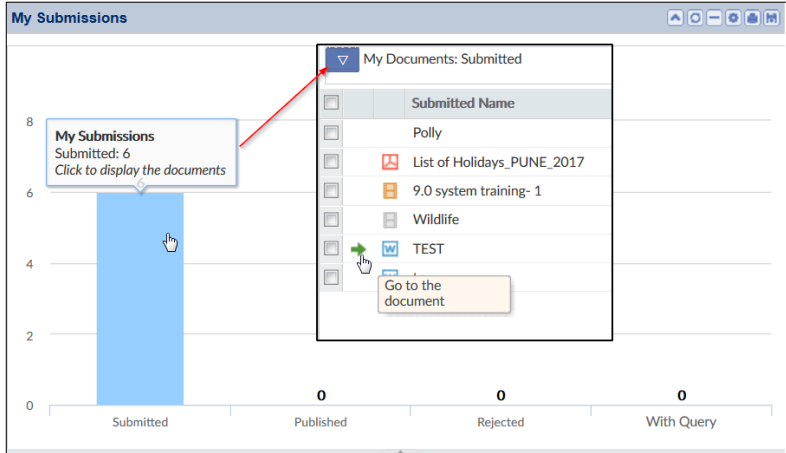 My Submissions
My Documents: Submitted
Submitted Name
Polly
List of Holidays_PUNE_2017
9.0 system training- 1
Wildlife
TEST
Go to the
document
My Submissions
Submitted: 6
Click to display the documents
6
8
6
4
2
0
0
0
0
Submitted
Published
Rejected
With Query